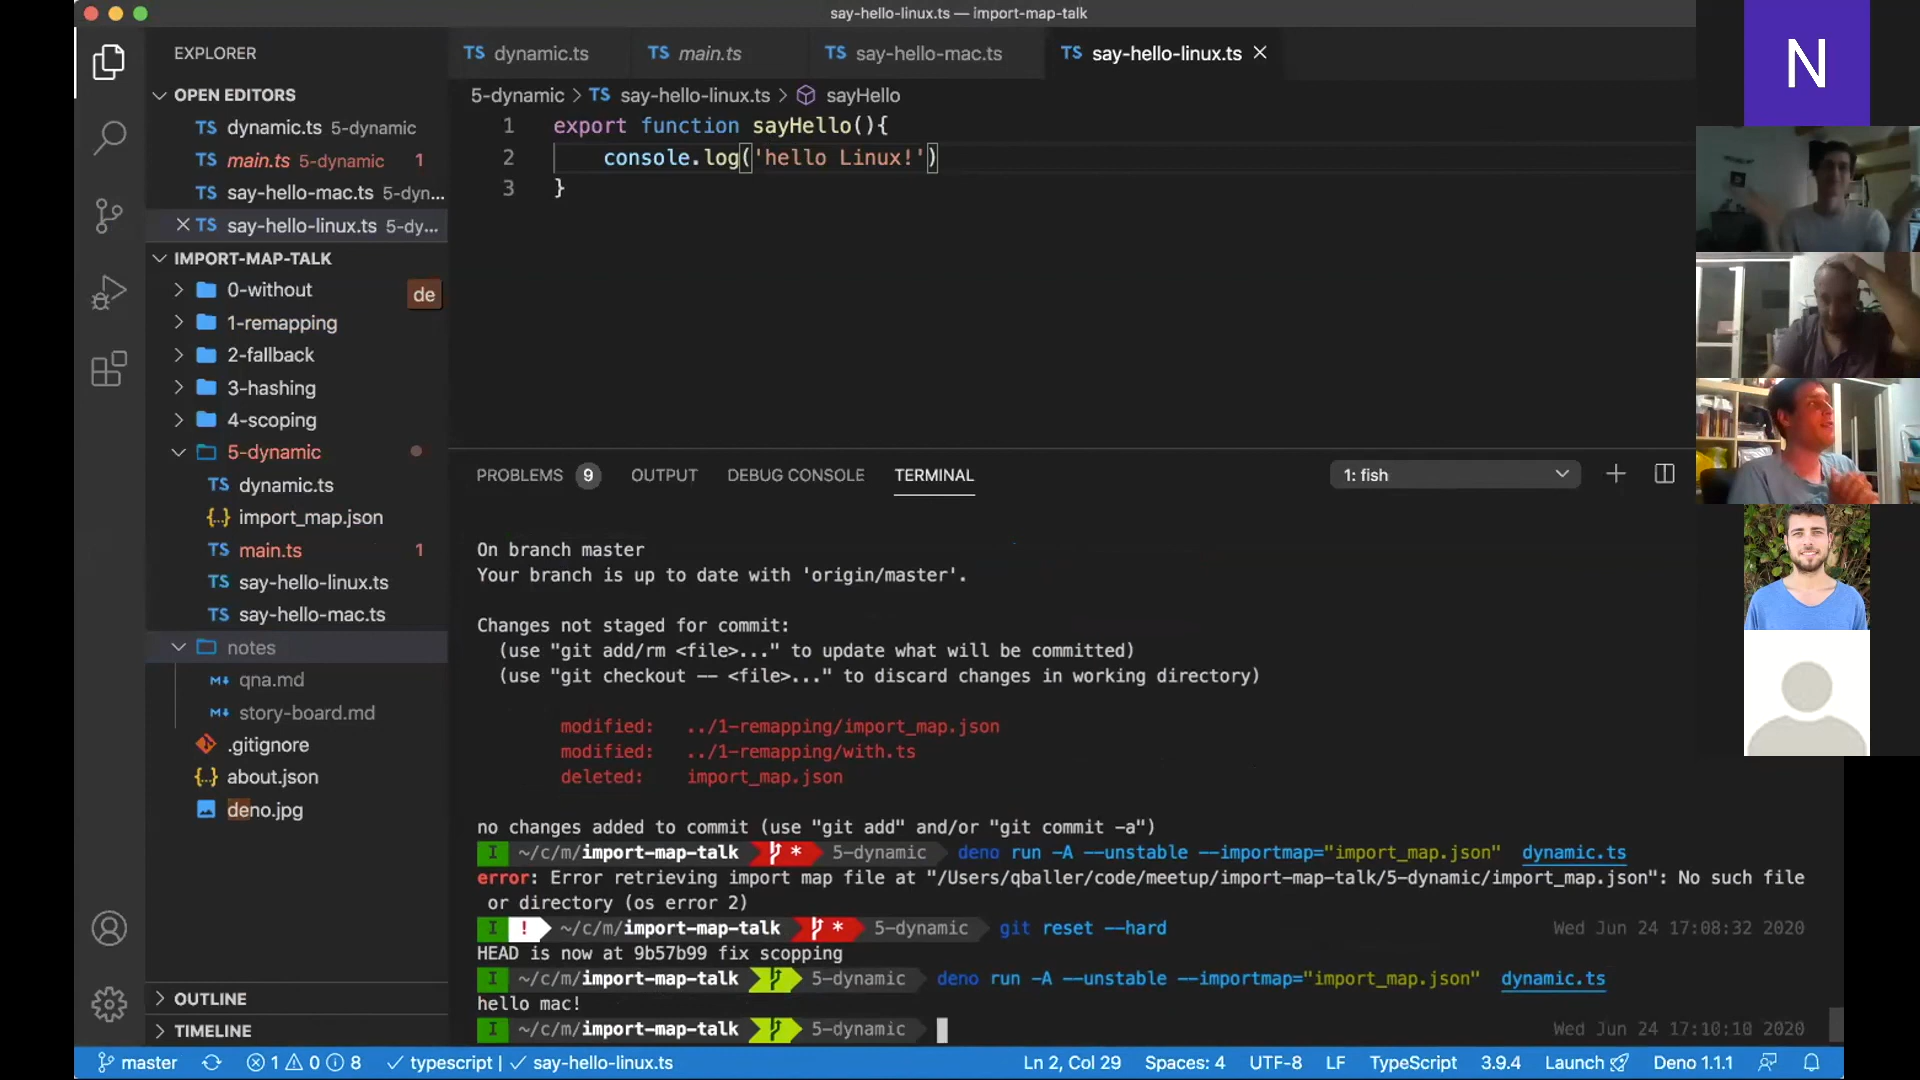 say-hello-linux.ts — import-map-talk
EXPLORER
OPEN EDITORS
TS dynamic.ts 5-dynamic
TS main.ts 5-dynamic 1
TS say-hello-mac.ts 5-dyn...
TS say-hello-linux.ts 5-dy...
IMPORT-MAP-TALK
0-without
de
1-remapping
2-fallback
3-hashing
4-scoping
5-dynamic
TS dynamic.ts
{..} import_map.json
TS main.ts 1
TS say-hello-linux.ts
TS say-hello-mac.ts
notes
qna.md
story-board.md
.gitignore
{..} about.json
deno.jpg
OUTLINE
TIMELINE
TS dynamic.ts
TS main.ts
TS say-hello-mac.ts
TS say-hello-linux.ts
5-dynamic > TS say-hello-linux.ts > sayHello
1 export function sayHello(){
2 console.log('hello Linux!')
3 }
PROBLEMS 9 OUTPUT DEBUG CONSOLE TERMINAL 1: fish
On branch master
Your branch is up to date with 'origin/master'.
Changes not staged for commit:
(use "git add/rm <file>..." to update what will be committed)
(use "git checkout -- <file>..." to discard changes in working directory)
modified: ../1-remapping/import_map.json
modified: ../1-remapping/with.ts
deleted: import_map.json
no changes added to commit (use "git add" and/or "git commit -a")
I ~/c/m/import-map-talk * 5-dynamic deno run -A --unstable --importmap="import_map.json" dynamic.ts
error: Error retrieving import map file at "/Users/qballer/code/meetup/import-map-talk/5-dynamic/import_map.json": No such file
or directory (os error 2)
I ! ~/c/m/import-map-talk * 5-dynamic git reset --hard Wed Jun 24 17:08:32 2020
HEAD is now at 9b57b99 fix scopping
I ~/c/m/import-map-talk 5-dynamic deno run -A --unstable --importmap="import_map.json" dynamic.ts
hello mac!
I ~/c/m/import-map-talk 5-dynamic Wed Jun 24 17:10:10 2020
master 1 0 8 typescript | say-hello-linux.ts Ln 2, Col 29 Spaces: 4 UTF-8 LF TypeScript 3.9.4 Launch Deno 1.1.1
N